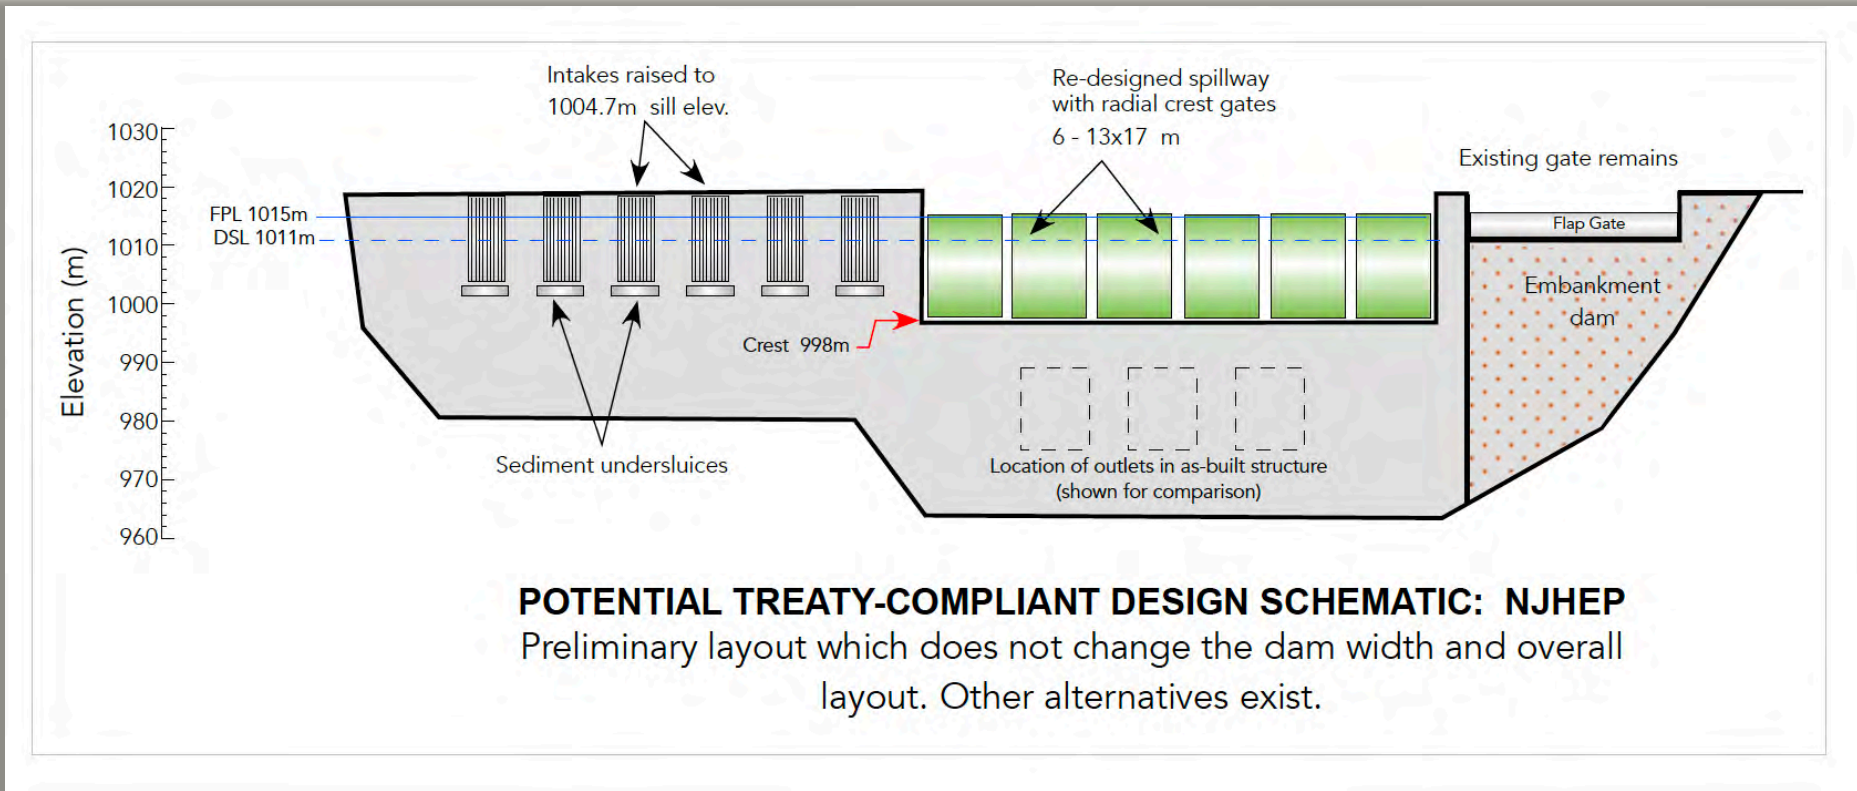 Intakes raised to
1004.7m sill elev.
Re-designed spillway
with radial crest gates
6 - 13x17 m
Existing gate remains
1030
1020
FPL 1015m
DSL 1011m
1010
1000
990
980
970
960
Elevation (m)
Flap Gate
Embankment
dam
Crest 998m
Sediment undersluices
Location of outlets in as-built structure
(shown for comparison)
POTENTIAL TREATY-COMPLIANT DESIGN SCHEMATIC: NJHEP
Preliminary layout which does not change the dam width and overall
layout. Other alternatives exist.